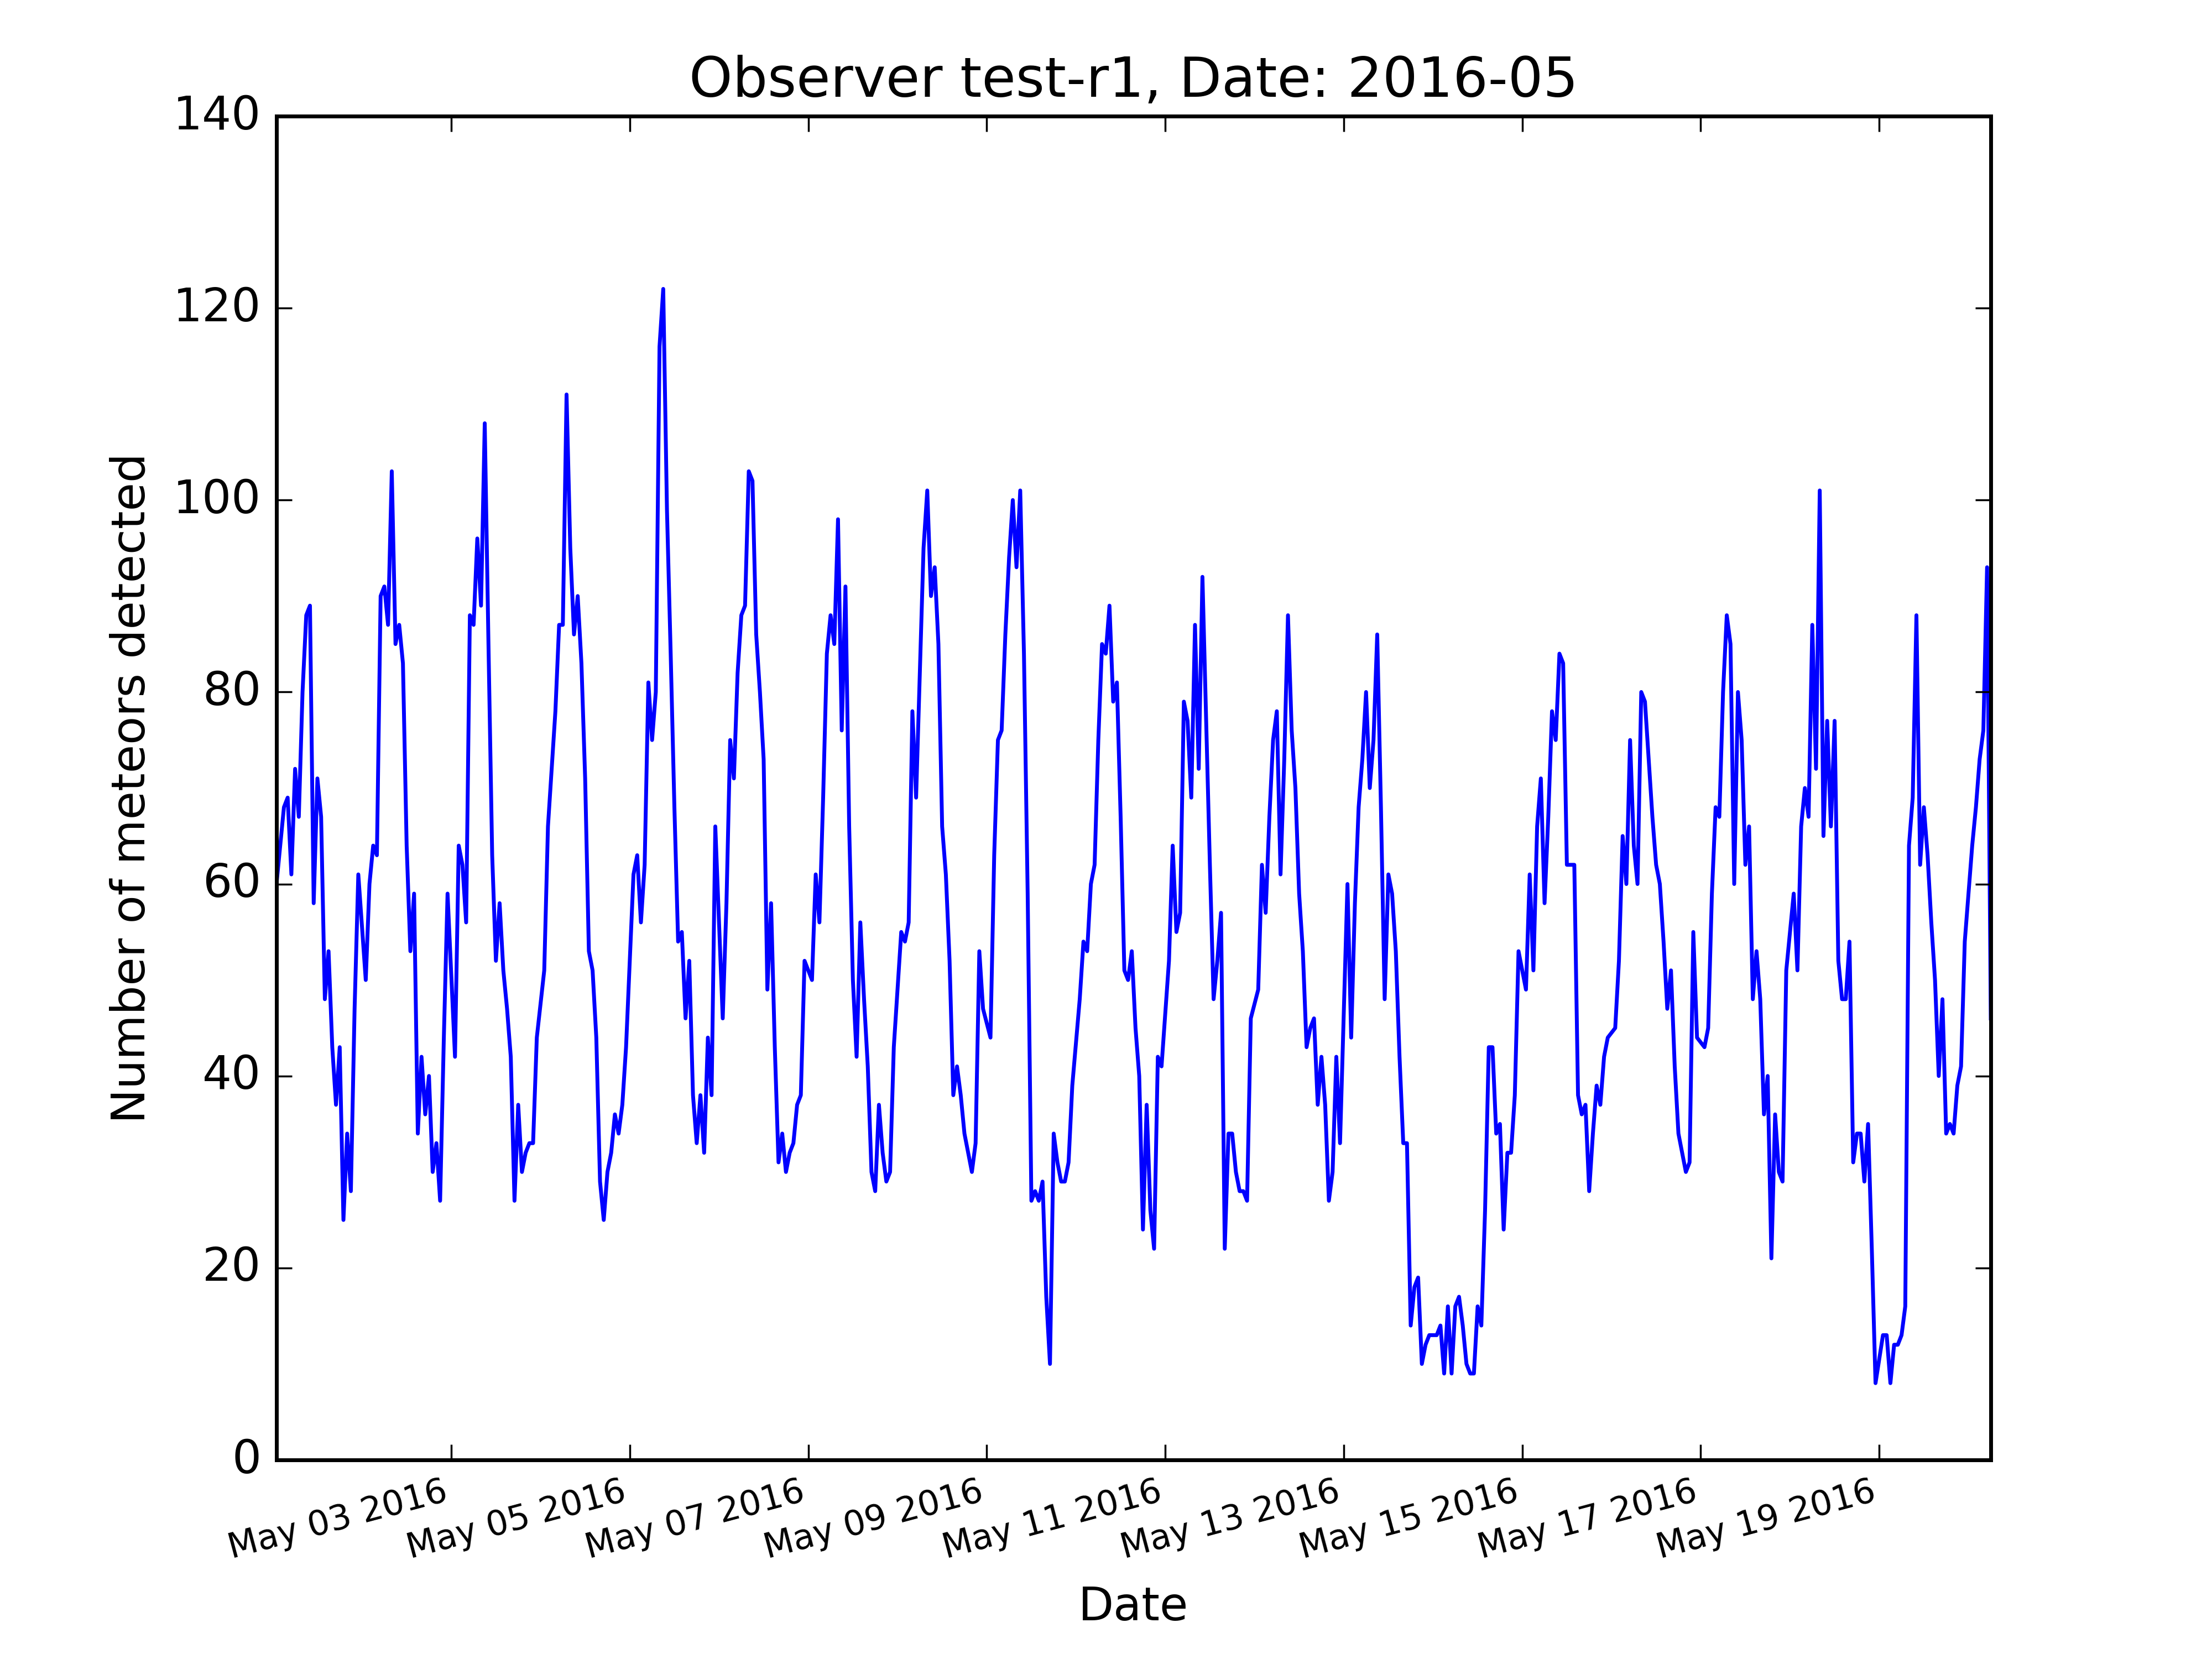 Observer test-r1, Date: 2016-05
Number of meteors detected
140
120
100
80
60
40
20
0
May 03 2016
May 05 2016
May 07 2016
May 09 2016
May 11 2016
May 13 2016
May 15 2016
May 17 2016
May 19 2016
Date